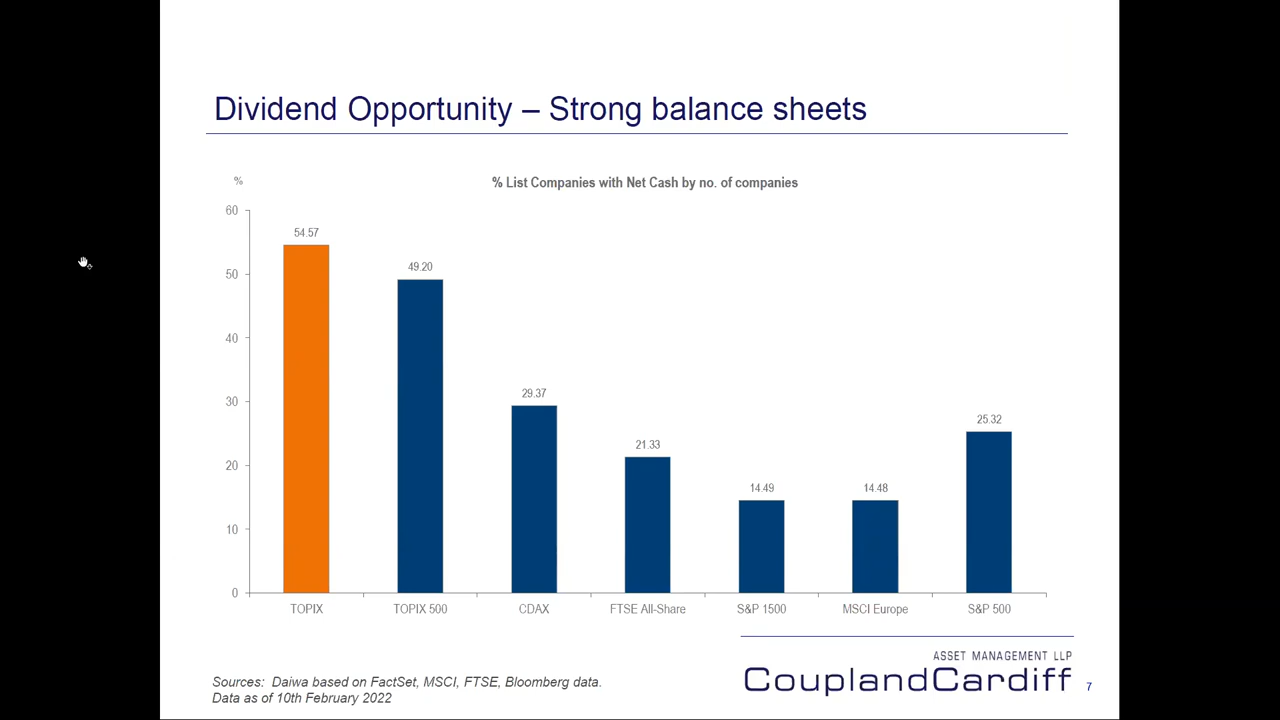 Dividend Opportunity – Strong balance sheets
%
% List Companies with Net Cash by no. of companies
60
50
40
30
20
10
0
54.57
49.20
29.37
21.33
14.49
14.48
25.32
TOPIX
TOPIX 500
CDAX
FTSE All-Share
S&P 1500
MSCI Europe
S&P 500
Sources: Daiwa based on FactSet, MSCI, FTSE, Bloomberg data.
Data as of 10th February 2022
ASSET MANAGEMENT LLP
CouplandCardiff
7